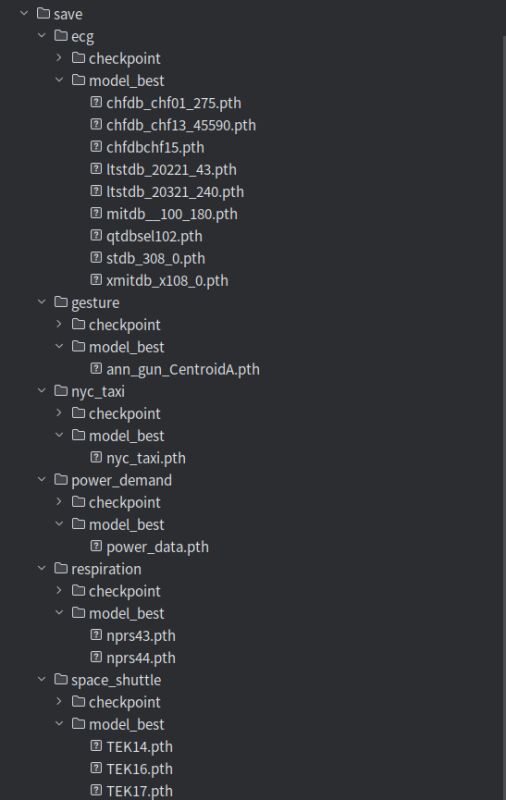 save
ecg
checkpoint
model_best
chfdb_chf01_275.pth
chfdb_chf13_45590.pth
chfdbchf15.pth
ltstdb_20221_43.pth
ltstdb_20321_240.pth
mitdb__100_180.pth
qtdbsel102.pth
stdb_308_0.pth
xmitdb_x108_0.pth
gesture
checkpoint
model_best
ann_gun_CentroidA.pth
nyc_taxi
checkpoint
model_best
nyc_taxi.pth
power_demand
checkpoint
model_best
power_data.pth
respiration
checkpoint
model_best
nprs43.pth
nprs44.pth
space_shuttle
checkpoint
model_best
TEK14.pth
TEK16.pth
TEK17.pth